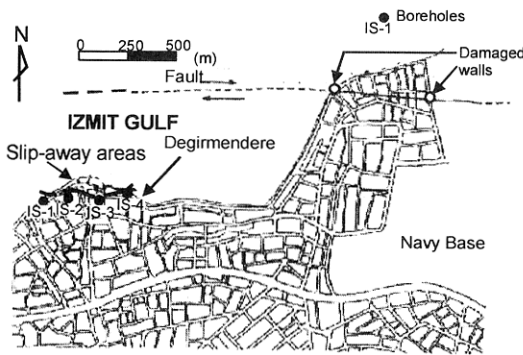 N
0 250 500
(m)
Fault
IS-1 Boreholes
Damaged
walls
IZMIT GULF
Degirmendere
Slip-away areas
IS-1 IS-2 IS-3 IS-4
Navy Base